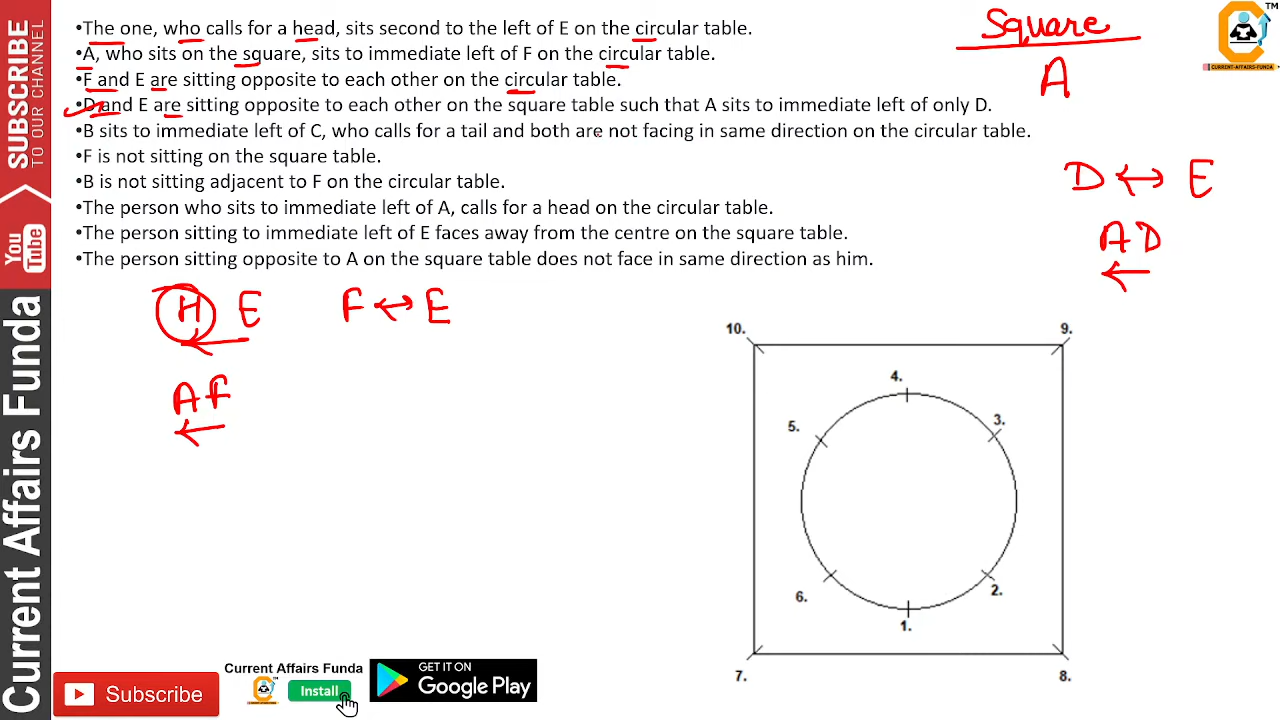 SUBSCRIBE
TO OUR CHANNEL
You
Tube
Current Affairs Funda
•The one, who calls for a head, sits second to the left of E on the circular table.
•A, who sits on the square, sits to immediate left of F on the circular table.
•F and E are sitting opposite to each other on the circular table.
•D and E are sitting opposite to each other on the square table such that A sits to immediate left of only D.
•B sits to immediate left of C, who calls for a tail and both are not facing in same direction on the circular table.
•F is not sitting on the square table.
•B is not sitting adjacent to F on the circular table.
•The person who sits to immediate left of A, calls for a head on the circular table.
•The person sitting to immediate left of E faces away from the centre on the square table.
•The person sitting opposite to A on the square table does not face in same direction as him.
Square
A
TM
CURRENT-AFFAIRS-FUNDA
D ↔ E
A D
←
H E
←
F ↔ E
A F
←
10.
9.
4.
5.
3.
6.
2.
1.
7.
8.
Subscribe
Current Affairs Funda
Install
GET IT ON
Google Play